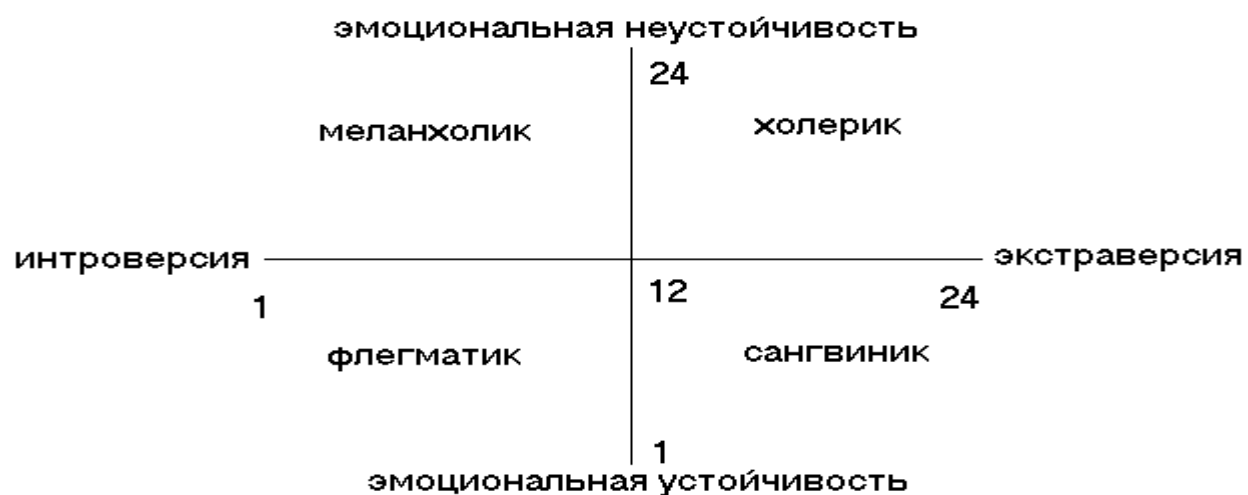 эмоциональная неустойчивость
24
меланхолик
холерик
интроверсия
экстраверсия
1
12
24
флегматик
сангвиник
1
эмоциональная устойчивость